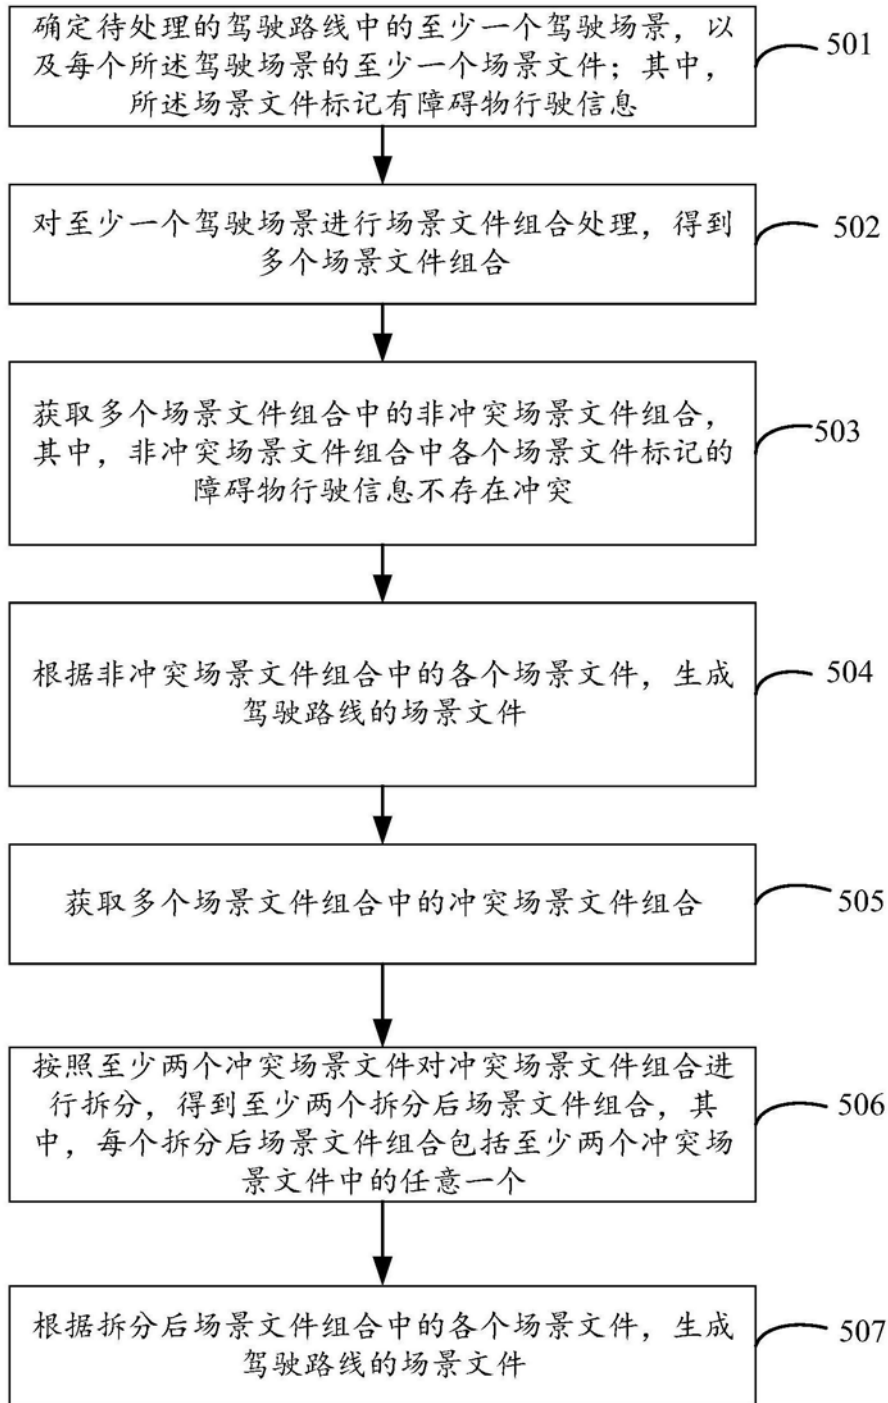 确定待处理的驾驶路线中的至少一个驾驶场景，以
及每个所述驾驶场景的至少一个场景文件；其中，
所述场景文件标记有障碍物行驶信息
501
对至少一个驾驶场景进行场景文件组合处理，得到
多个场景文件组合
502
获取多个场景文件组合中的非冲突场景文件组合，
其中，非冲突场景文件组合中各个场景文件标记的
障碍物行驶信息不存在冲突
503
根据非冲突场景文件组合中的各个场景文件，生成
驾驶路线的场景文件
504
获取多个场景文件组合中的冲突场景文件组合
505
按照至少两个冲突场景文件对冲突场景文件组合进
行拆分，得到至少两个拆分后场景文件组合，其
中，每个拆分后场景文件组合包括至少两个冲突场
景文件中的任意一个
506
根据拆分后场景文件组合中的各个场景文件，生成
驾驶路线的场景文件
507